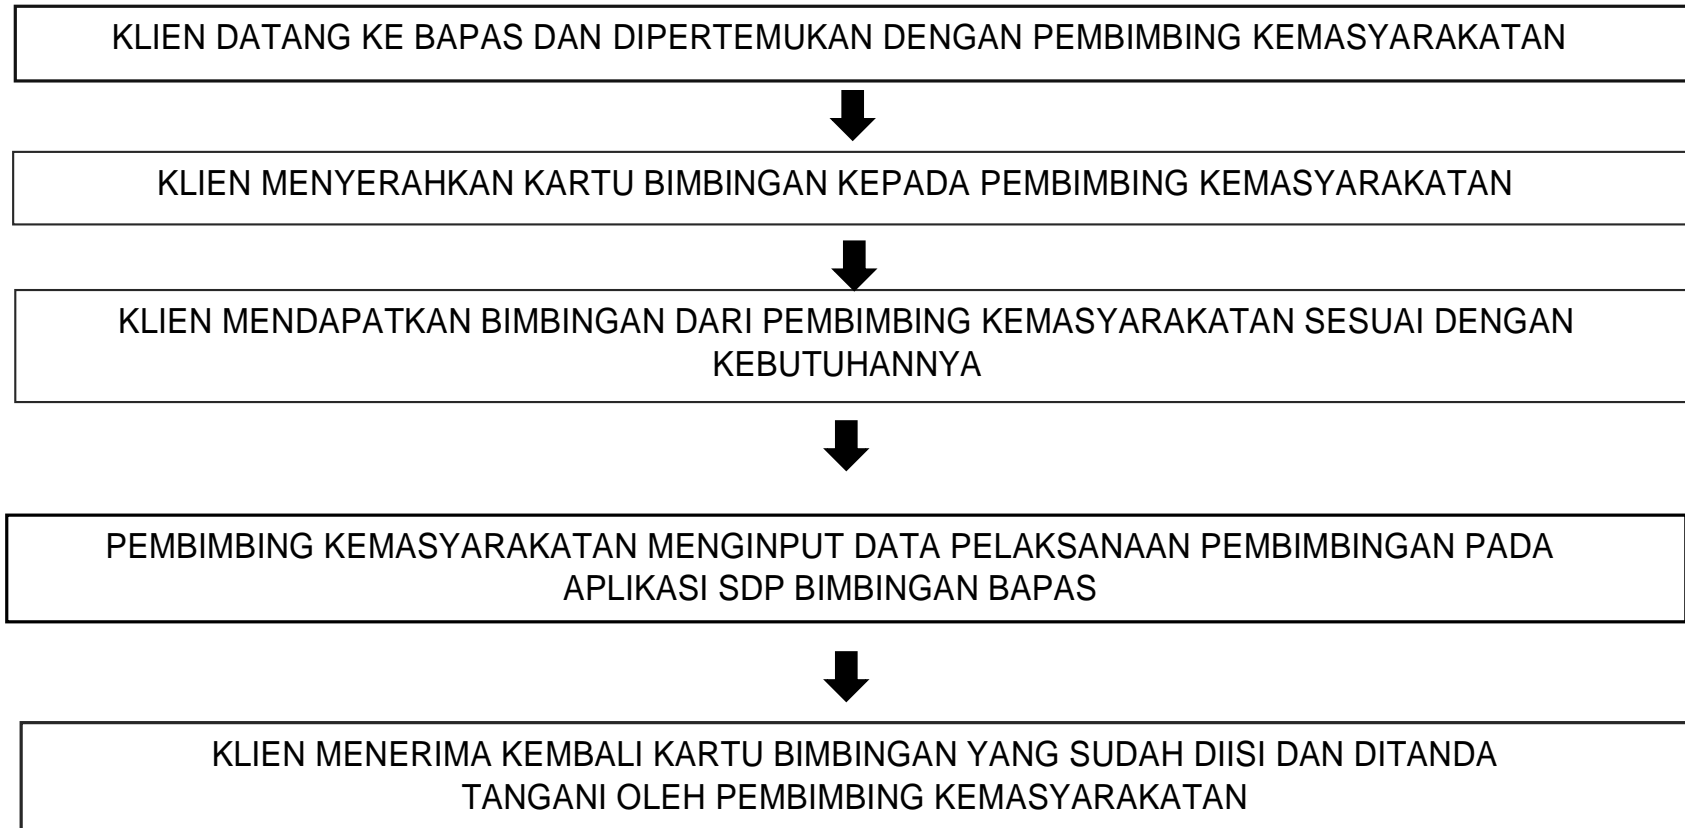 KLIEN DATANG KE BAPAS DAN DIPERTEMUKAN DENGAN PEMBIMBING KEMASYARAKATAN
KLIEN MENYERAHKAN KARTU BIMBINGAN KEPADA PEMBIMBING KEMASYARAKATAN
KLIEN MENDAPATKAN BIMBINGAN DARI PEMBIMBING KEMASYARAKATAN SESUAI DENGAN
KEBUTUHANNYA
PEMBIMBING KEMASYARAKATAN MENGINPUT DATA PELAKSANAAN PEMBIMBINGAN PADA
APLIKASI SDP BIMBINGAN BAPAS
KLIEN MENERIMA KEMBALI KARTU BIMBINGAN YANG SUDAH DIISI DAN DITANDA
TANGANI OLEH PEMBIMBING KEMASYARAKATAN